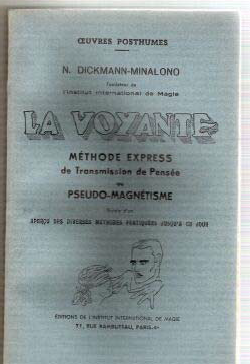 ŒUVRES POSTHUMES
N. DICKMANN-MINALONO
Fondateur de
l'Institut International de Magie
LA VOYANTE
MÉTHODE EXPRESS
de Transmission de Pensée
ou
PSEUDO-MAGNÉTISME
Suivie d'un
APERÇU DES DIVERSES MÉTHODES PRATIQUÉES JUSQU'A CE JOUR
ÉDITIONS DE L'INSTITUT INTERNATIONAL DE MAGIE
71, RUE RAMBUTEAU, PARIS-4e